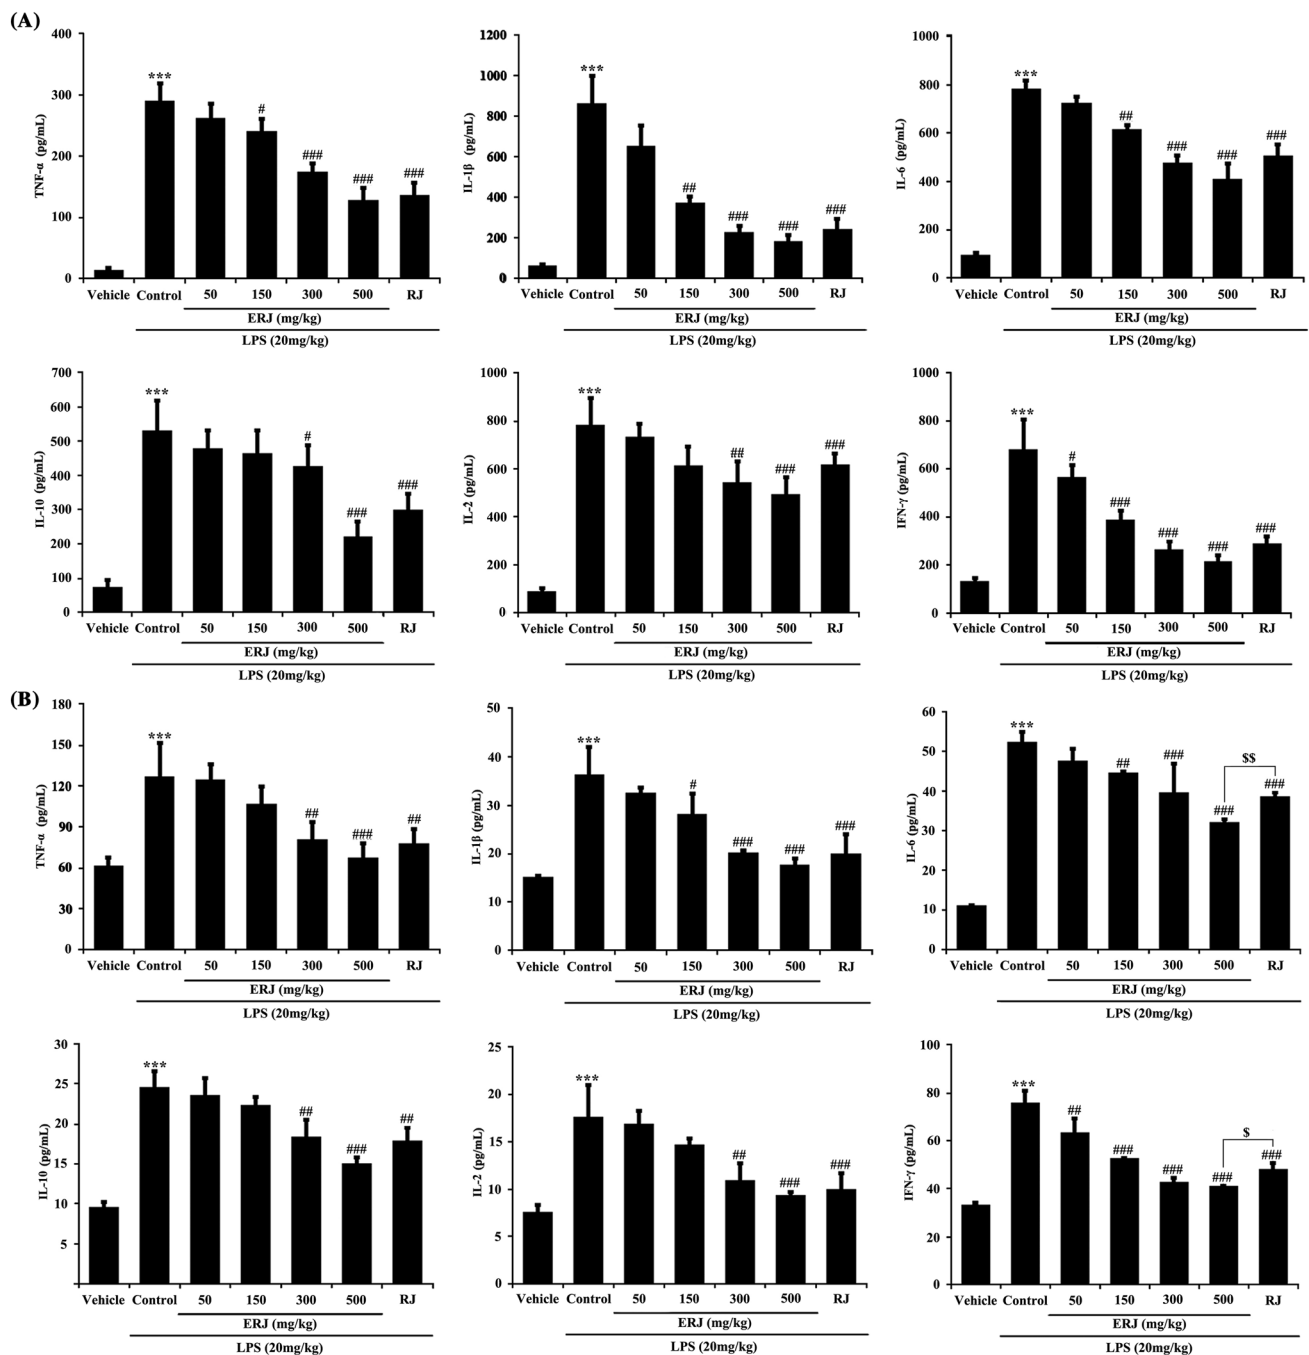 (A)
TNF-α (pg/mL)
400
300
200
100
0
***
#
###
###
###
Vehicle Control 50 150 300 500 RJ
ERJ (mg/kg)
LPS (20mg/kg)
IL-1β (pg/mL)
1200
1000
800
600
400
200
0
***
##
###
###
###
Vehicle Control 50 150 300 500 RJ
ERJ (mg/kg)
LPS (20mg/kg)
IL-6 (pg/mL)
1000
800
600
400
200
0
***
##
###
###
###
Vehicle Control 50 150 300 500 RJ
ERJ (mg/kg)
LPS (20mg/kg)
IL-10 (pg/mL)
700
600
500
400
300
200
100
0
***
#
###
###
Vehicle Control 50 150 300 500 RJ
ERJ (mg/kg)
LPS (20mg/kg)
IL-2 (pg/mL)
1000
800
600
400
200
0
***
##
###
###
Vehicle Control 50 150 300 500 RJ
ERJ (mg/kg)
LPS (20mg/kg)
IFN-γ (pg/mL)
1000
800
600
400
200
0
***
#
###
###
###
###
Vehicle Control 50 150 300 500 RJ
ERJ (mg/kg)
LPS (20mg/kg)
(B)
TNF-α (pg/mL)
180
150
120
90
60
30
0
***
##
###
##
Vehicle Control 50 150 300 500 RJ
ERJ (mg/kg)
LPS (20mg/kg)
IL-1β (pg/mL)
50
40
30
20
10
0
***
#
###
###
###
Vehicle Control 50 150 300 500 RJ
ERJ (mg/kg)
LPS (20mg/kg)
IL-6 (pg/mL)
60
50
40
30
20
10
0
***
##
###
###
$$
###
Vehicle Control 50 150 300 500 RJ
ERJ (mg/kg)
LPS (20mg/kg)
IL-10 (pg/mL)
30
25
20
15
10
5
***
##
###
##
Vehicle Control 50 150 300 500 RJ
ERJ (mg/kg)
LPS (20mg/kg)
IL-2 (pg/mL)
25
20
15
10
5
0
***
##
###
###
Vehicle Control 50 150 300 500 RJ
ERJ (mg/kg)
LPS (20mg/kg)
IFN-γ (pg/mL)
100
80
60
40
20
0
***
##
###
###
###
$
###
Vehicle Control 50 150 300 500 RJ
ERJ (mg/kg)
LPS (20mg/kg)